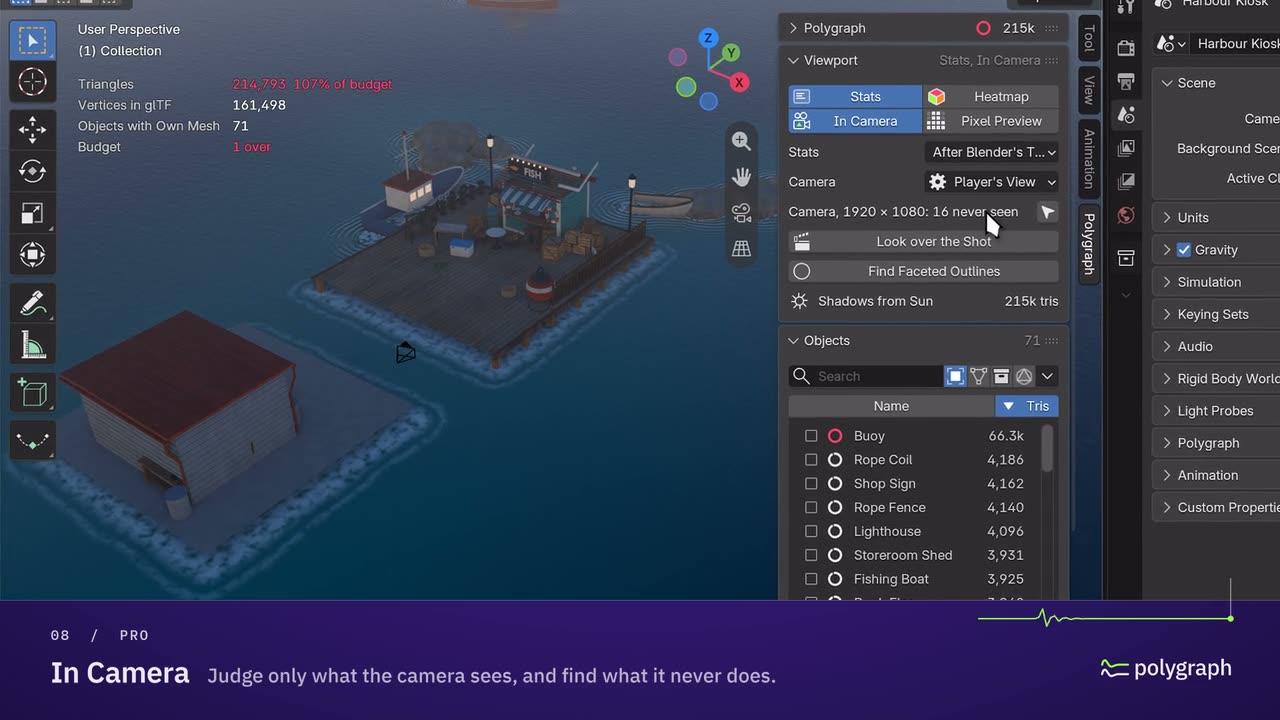 User Perspective
(1) Collection
Triangles 214,793 107% of budget
Vertices in glTF 161,498
Objects with Own Mesh 71
Budget 1 over
Z
Y
X
FISH
Polygraph 215k
Viewport Stats, In Camera
Stats Heatmap
In Camera Pixel Preview
Stats After Blender's T...
Camera Player's View
Camera, 1920 × 1080: 16 never seen
Look over the Shot
Find Faceted Outlines
Shadows from Sun 215k tris
Objects 71
Search
Name Tris
Buoy 66.3k
Rope Coil 4,186
Shop Sign 4,162
Rope Fence 4,140
Lighthouse 4,096
Storeroom Shed 3,931
Fishing Boat 3,925
Tool
View
Animation
Polygraph
Harbour Kiosk
Harbour Kiosk
Scene
Came
Background Scen
Active Cl
Units
Gravity
Simulation
Keying Sets
Audio
Rigid Body World
Light Probes
Polygraph
Animation
Custom Propertie
08 / PRO
In Camera Judge only what the camera sees, and find what it never does.
polygraph